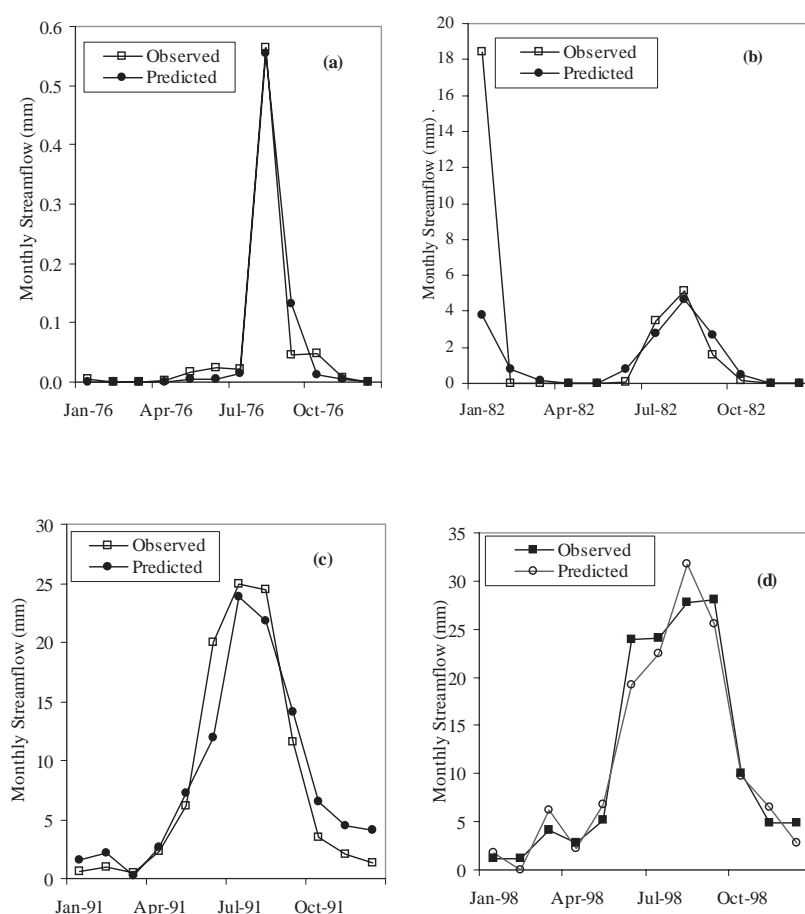 0.6
0.5
0.4
0.3
0.2
0.1
0.0
Monthly Streamflow (mm)
Observed
Predicted
(a)
Jan-76 Apr-76 Jul-76 Oct-76
20
18
16
14
12
10
8
6
4
2
0
Monthly Streamflow (mm) .
Observed
Predicted
(b)
Jan-82 Apr-82 Jul-82 Oct-82
30
25
20
15
10
5
0
Monthly Streamflow (mm)
Observed
Predicted
(c)
Jan-91 Apr-91 Jul-91 Oct-91
35
30
25
20
15
10
5
0
Monthly Streamflow (mm)
Observed
Predicted
(d)
Jan-98 Apr-98 Jul-98 Oct-98